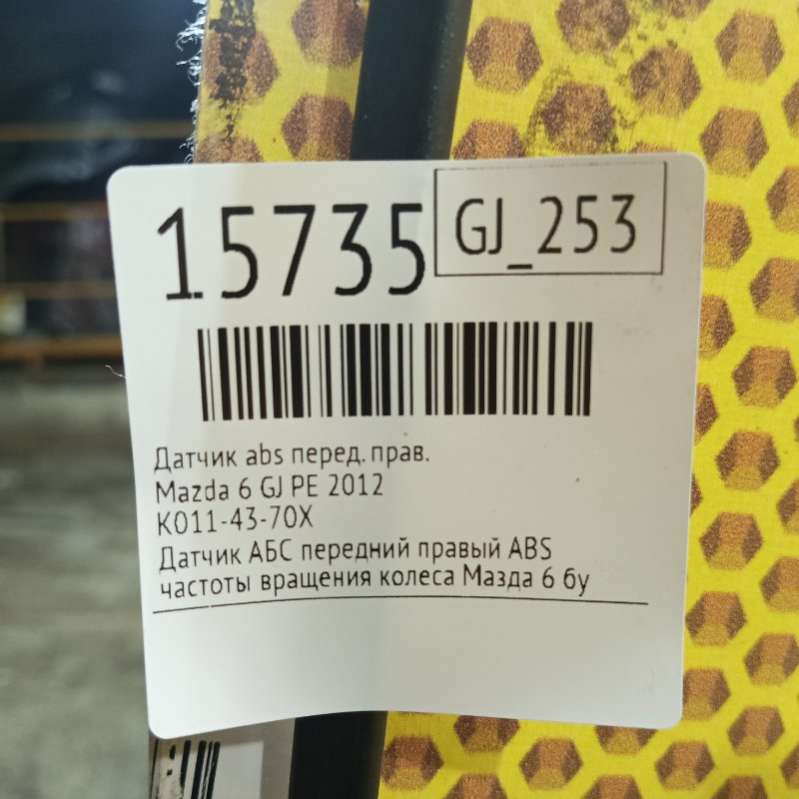 15735
GJ_253
Датчик abs перед. прав.
Mazda 6 GJ PE 2012
K011-43-70X
Датчик АБС передний правый ABS
частоты вращения колеса Мазда 6 бу